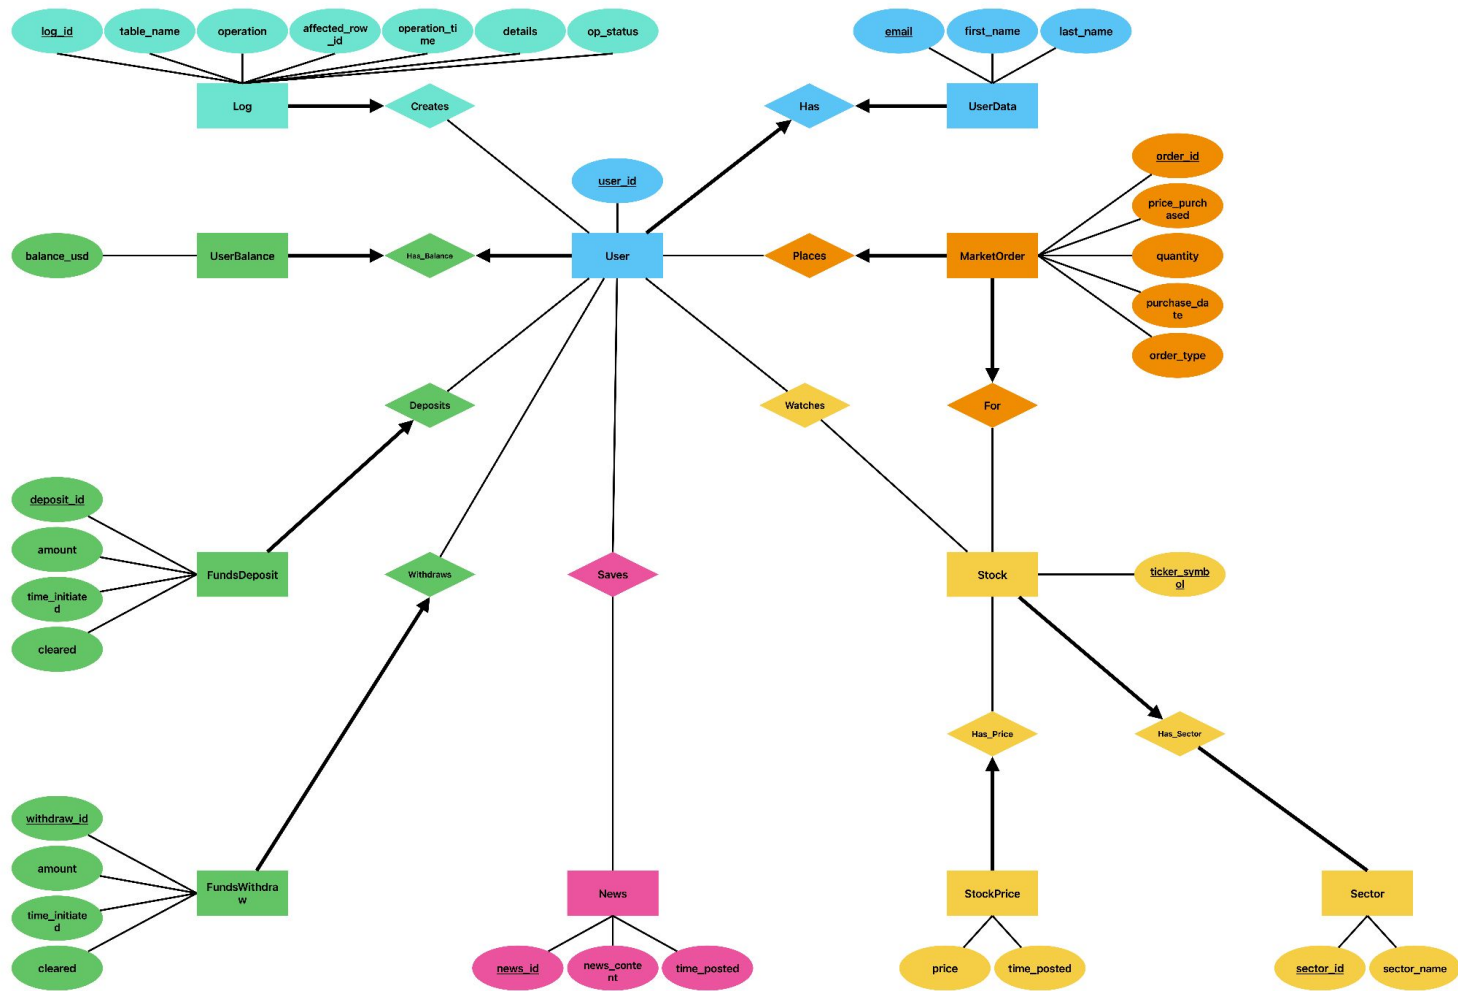 log_id
table_name
operation
affected_row
_id
operation_ti
me
details
op_status
email
first_name
last_name
Log
Creates
Has
UserData
order_id
user_id
price_purch
ased
balance_usd
UserBalance
Has_Balance
User
Places
MarketOrder
quantity
purchase_da
te
order_type
Deposits
Watches
For
deposit_id
amount
time_initiate
d
cleared
FundsDeposit
Withdraws
Saves
Stock
ticker_symb
ol
Has_Price
Has_Sector
withdraw_id
amount
time_initiate
d
cleared
FundsWithdra
w
News
StockPrice
Sector
news_id
news_conte
nt
time_posted
price
time_posted
sector_id
sector_name